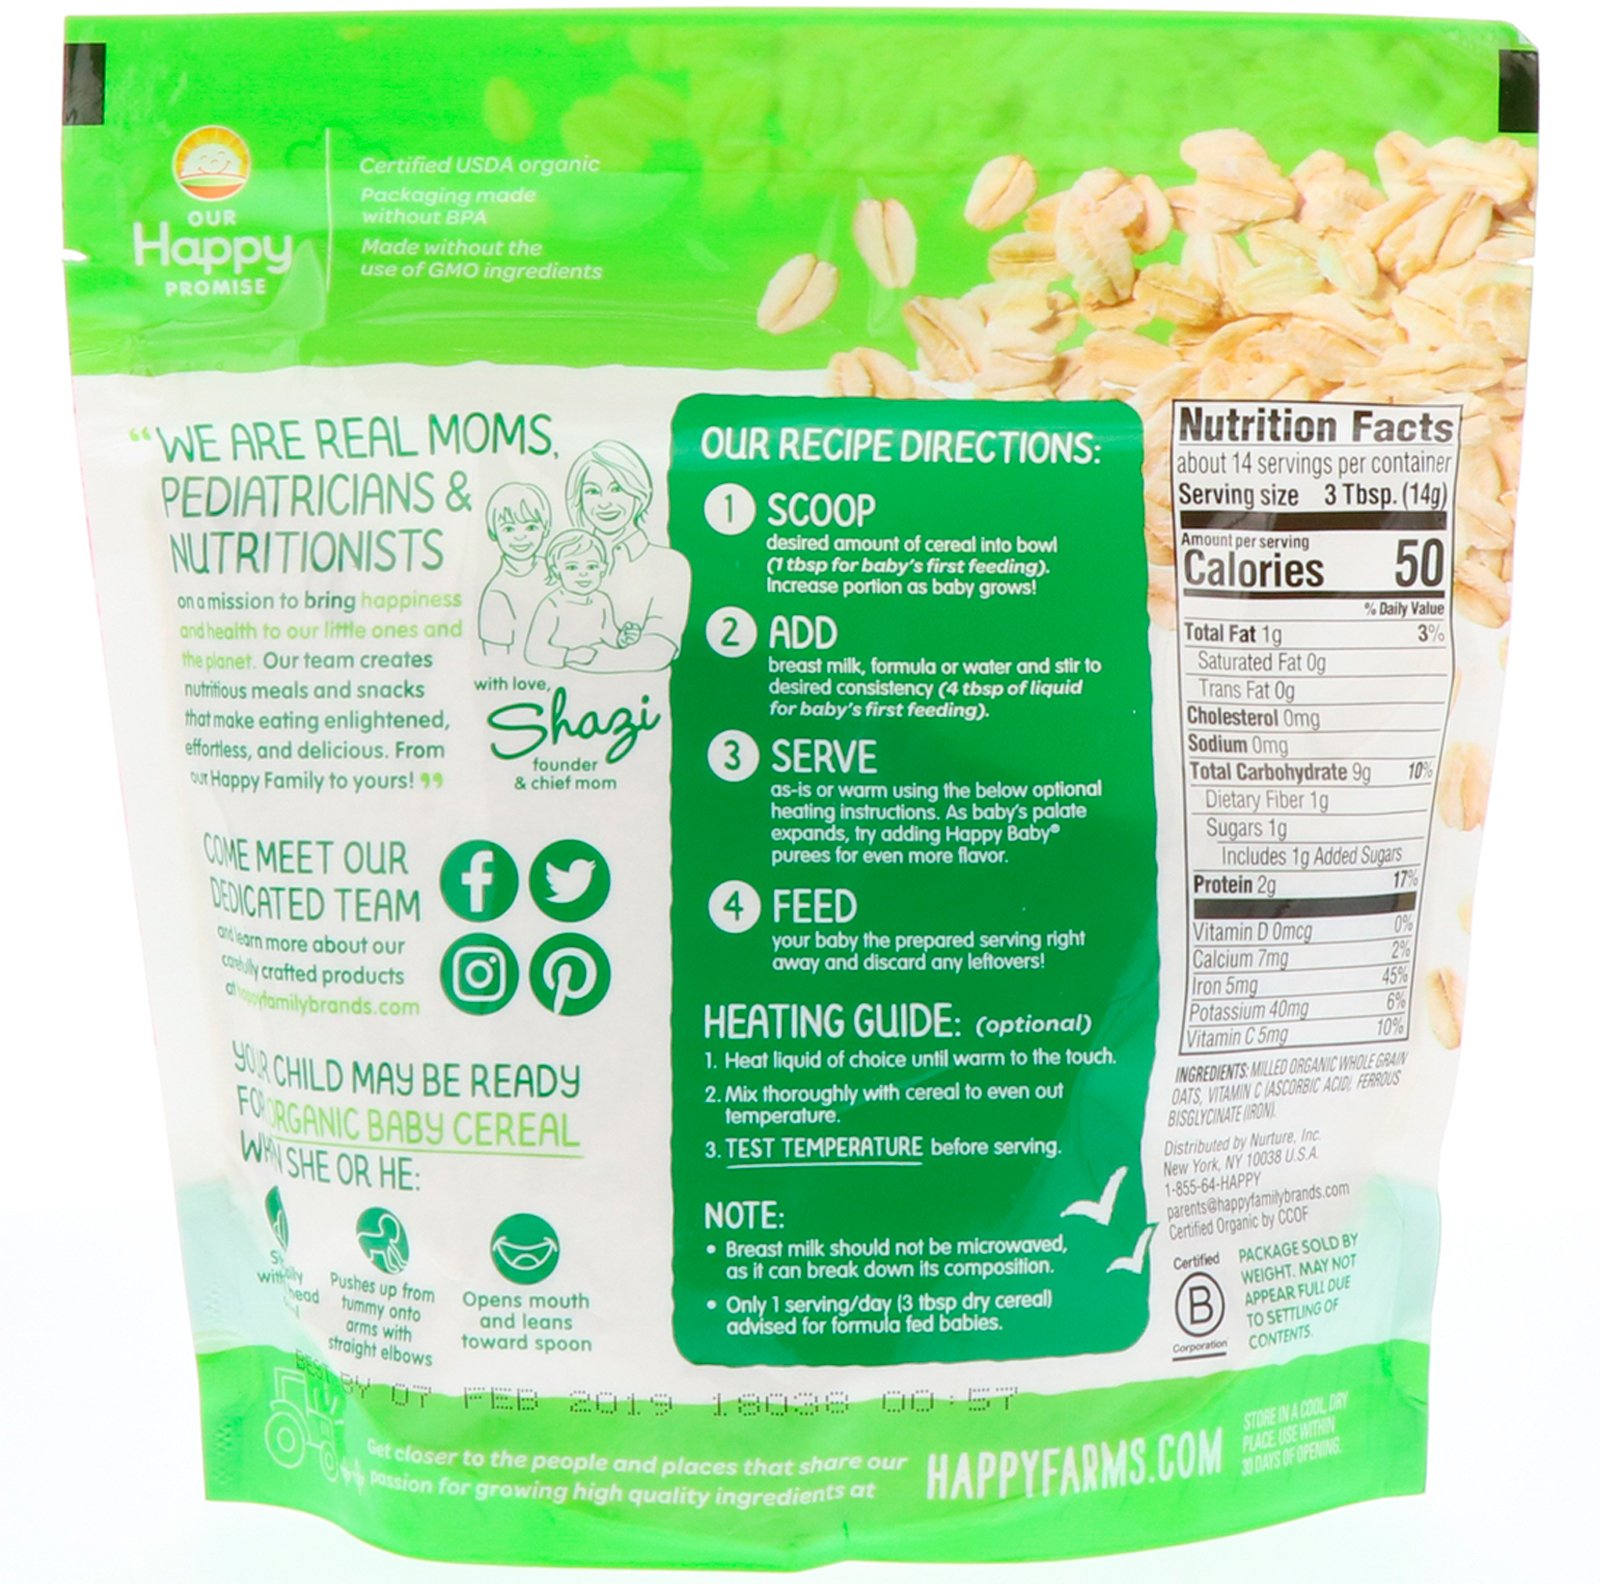 OUR
Happy
PROMISE
Certified USDA organic
Packaging made
without BPA
Made without the
use of GMO ingredients
“WE ARE REAL MOMS,
PEDIATRICIANS &
NUTRITIONISTS
on a mission to bring happiness
and health to our little ones and
the planet. Our team creates
nutritious meals and snacks
that make eating enlightened,
effortless, and delicious. From
our Happy Family to yours!”
with love,
Shazi
founder
& chief mom
COME MEET OUR
DEDICATED TEAM
and learn more about our
carefully crafted products
at happyfamilybrands.com
YOUR CHILD MAY BE READY
FOR ORGANIC BABY CEREAL
WHEN SHE OR HE:
with head
Pushes up from
tummy onto
arms with
straight elbows
Opens mouth
and leans
toward spoon
OUR RECIPE DIRECTIONS:
1 SCOOP
desired amount of cereal into bowl
(1 tbsp for baby's first feeding).
Increase portion as baby grows!
2 ADD
breast milk, formula or water and stir to
desired consistency (4 tbsp of liquid
for baby's first feeding).
3 SERVE
as-is or warm using the below optional
heating instructions. As baby's palate
expands, try adding Happy Baby®
purees for even more flavor.
4 FEED
your baby the prepared serving right
away and discard any leftovers!
HEATING GUIDE: (optional)
1. Heat liquid of choice until warm to the touch.
2. Mix thoroughly with cereal to even out
temperature.
3. TEST TEMPERATURE before serving.
NOTE:
• Breast milk should not be microwaved,
as it can break down its composition.
• Only 1 serving/day (3 tbsp dry cereal)
advised for formula fed babies.
Nutrition Facts
about 14 servings per container
Serving size 3 Tbsp. (14g)
Amount per serving
Calories 50
% Daily Value
Total Fat 1g 3%
Saturated Fat 0g
Trans Fat 0g
Cholesterol 0mg
Sodium 0mg
Total Carbohydrate 9g 10%
Dietary Fiber 1g
Sugars 1g
Includes 1g Added Sugars
Protein 2g 17%
Vitamin D 0mcg 0%
Calcium 7mg 2%
Iron 5mg 45%
Potassium 40mg 6%
Vitamin C 5mg 10%
INGREDIENTS: MILLED ORGANIC WHOLE GRAIN
OATS, VITAMIN C (ASCORBIC ACID), FERROUS
BISGLYCINATE (IRON).
Distributed by Nurture, Inc.
New York, NY 10038 U.S.A.
1-855-64-HAPPY
parents@happyfamilybrands.com
Certified Organic by CCOF
Certified
B
Corporation
PACKAGE SOLD BY
WEIGHT. MAY NOT
APPEAR FULL DUE
TO SETTLING OF
CONTENTS.
BEST BY 07 FEB 2019 18038 00:57
Get closer to the people and places that share our
passion for growing high quality ingredients at
HAPPYFARMS.COM
STORE IN A COOL, DRY
PLACE. USE WITHIN
30 DAYS OF OPENING.